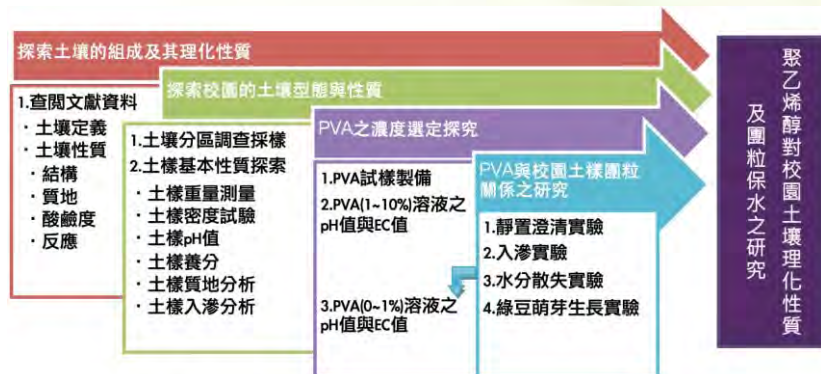 探索土壤的組成及其理化性質
1.查閱文獻資料
・土壤定義
・土壤性質
・結構
・質地
・酸鹼度
・反應
探索校園的土壤型態與性質
1.土壤分區調查採樣
2.土樣基本性質探索
・土樣重量測量
・土樣密度試驗
・土樣pH值
・土樣養分
・土樣質地分析
・土樣入滲分析
PVA之濃度選定探究
1.PVA試樣製備
2.PVA(1~10%)溶液之
pH值與EC值
3.PVA(0~1%)溶液之
pH值與EC值
PVA與校園土樣團粒
關係之研究
1.靜置澄清實驗
2.入滲實驗
3.水分散失實驗
4.綠豆萌芽生長實驗
聚乙烯醇對校園土壤理化性質
及團粒保水之研究